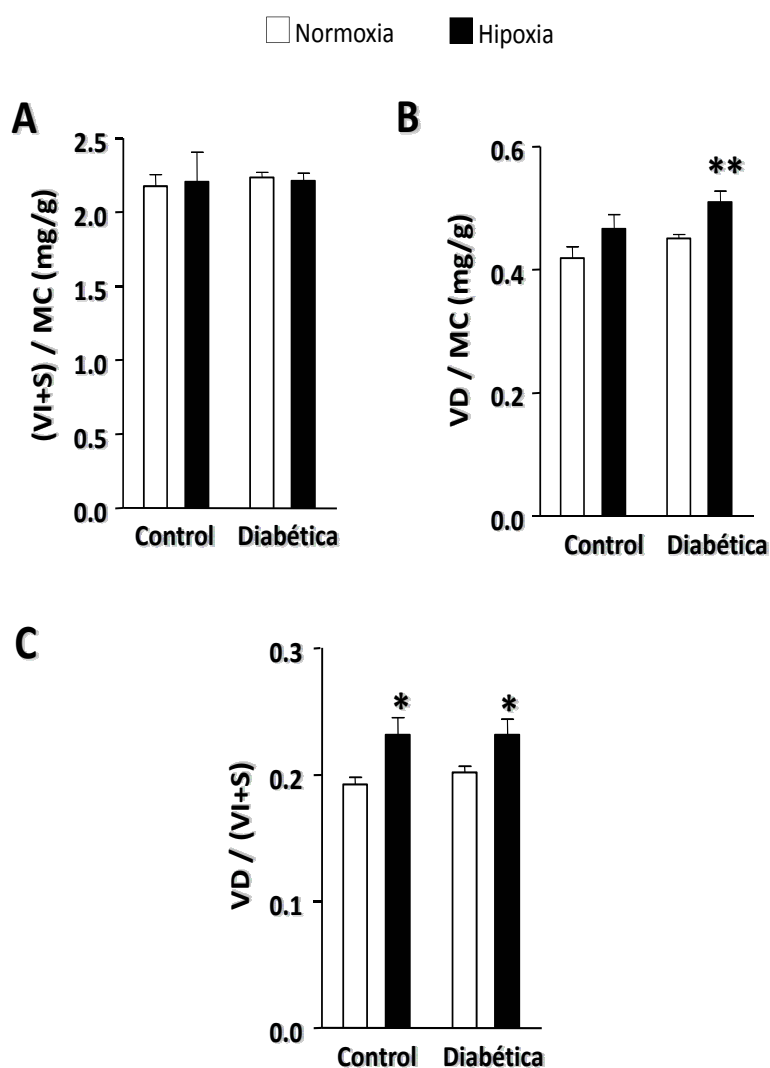 Normoxia Hipoxia
A
(VI+S) / MC (mg/g)
2.5
2.0
1.5
1.0
0.5
0.0
Control Diabética
B
VD / MC (mg/g)
0.6
0.4
0.2
0.0
**
Control Diabética
C
VD / (VI+S)
0.3
0.2
0.1
0.0
* *
Control Diabética